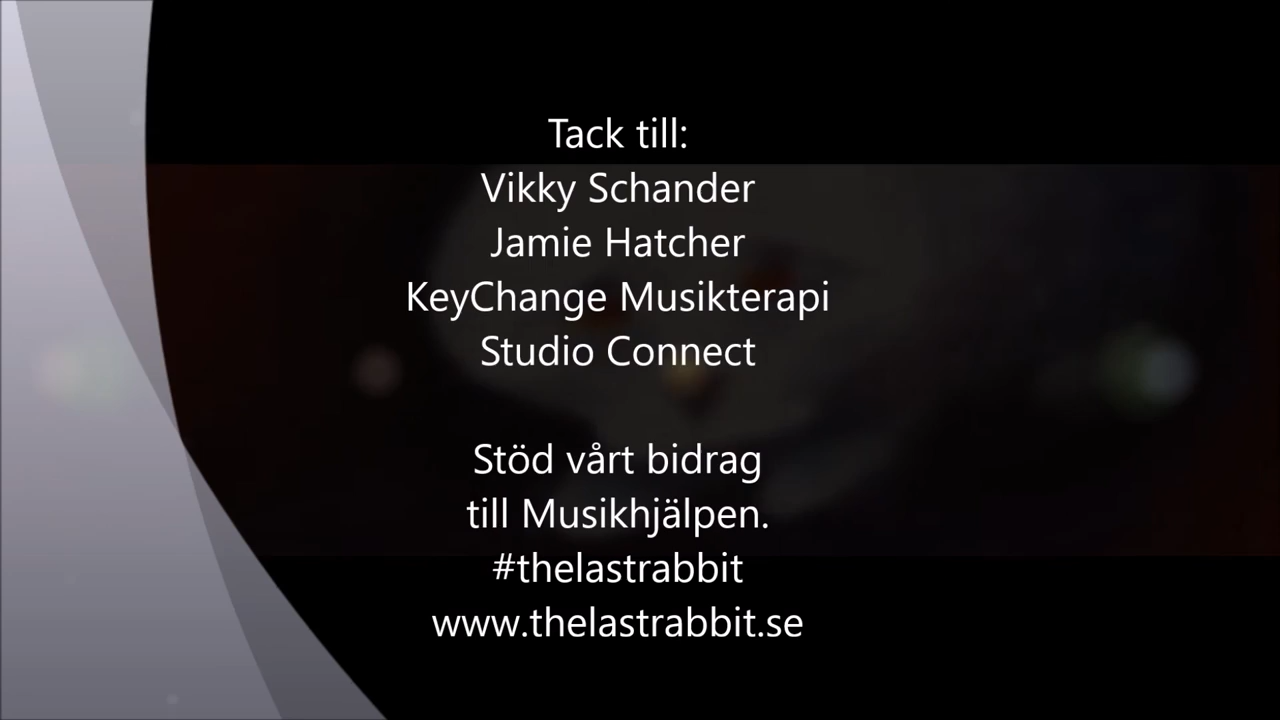 Tack till:
Vikky Schander
Jamie Hatcher
KeyChange Musikterapi
Studio Connect
Stöd vårt bidrag
till Musikhjälpen.
#thelastrabbit
www.thelastrabbit.se